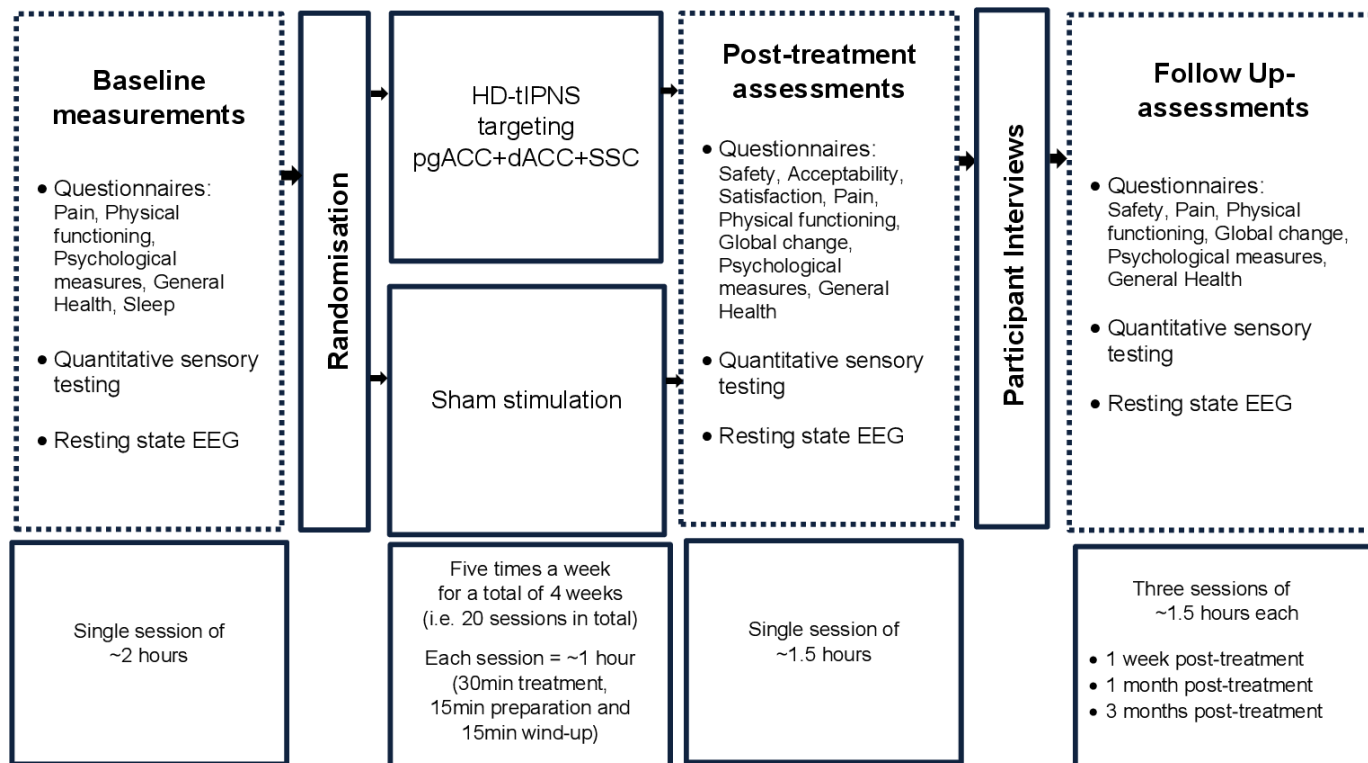 Baseline
measurements
• Questionnaires:
Pain, Physical
functioning,
Psychological
measures, General
Health, Sleep
• Quantitative sensory
testing
• Resting state EEG
Randomisation
HD-tIPNS
targeting
pgACC+dACC+SSC
Sham stimulation
Post-treatment
assessments
• Questionnaires:
Safety, Acceptability,
Satisfaction, Pain,
Physical functioning,
Global change,
Psychological
measures, General
Health
• Quantitative sensory
testing
• Resting state EEG
Participant Interviews
Follow Up-
assessments
• Questionnaires:
Safety, Pain, Physical
functioning, Global change,
Psychological measures,
General Health
• Quantitative sensory
testing
• Resting state EEG
Single session of
~2 hours
Five times a week
for a total of 4 weeks
(i.e. 20 sessions in total)
Each session = ~1 hour
(30min treatment,
15min preparation and
15min wind-up)
Single session of
~1.5 hours
Three sessions of
~1.5 hours each
• 1 week post-treatment
• 1 month post-treatment
• 3 months post-treatment